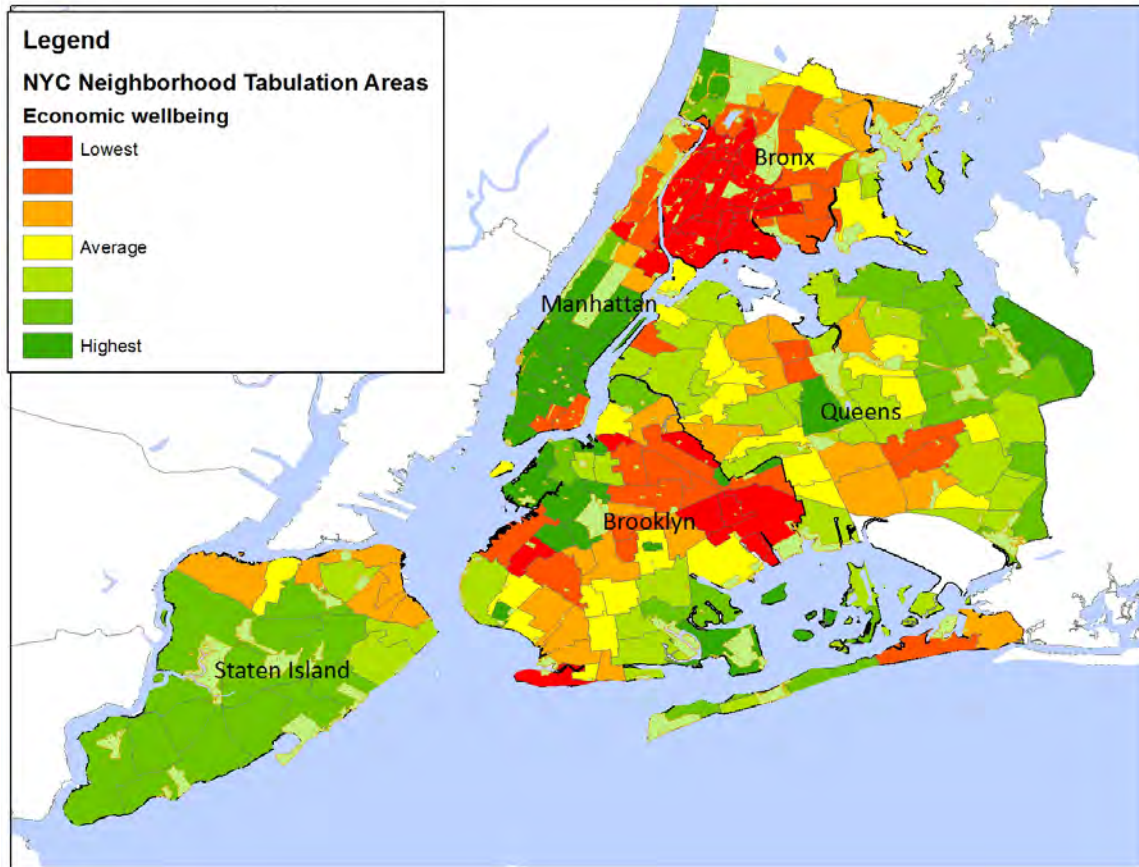 Legend
NYC Neighborhood Tabulation Areas
Economic wellbeing
Lowest
Average
Highest
Bronx
Manhattan
Queens
Brooklyn
Staten Island